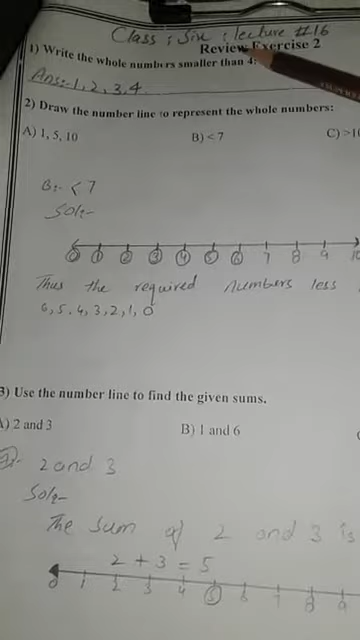 Class : Six : lecture #16
Review Exercise 2
1) Write the whole numbers smaller than 4:
Ans:- 1, 2, 3, 4
2) Draw the number line to represent the whole numbers:
A) 1, 5, 10 B) < 7 C) >10
B:- < 7
Sol:-
0 1 2 3 4 5 6 7 8 9 10
Thus the required numbers less
6, 5, 4, 3, 2, 1, 0
3) Use the number line to find the given sums.
A) 2 and 3 B) 1 and 6
2 and 3
Sol:-
The sum of 2 and 3 is
2 + 3 = 5
0 1 2 3 4 5 6 7 8 9